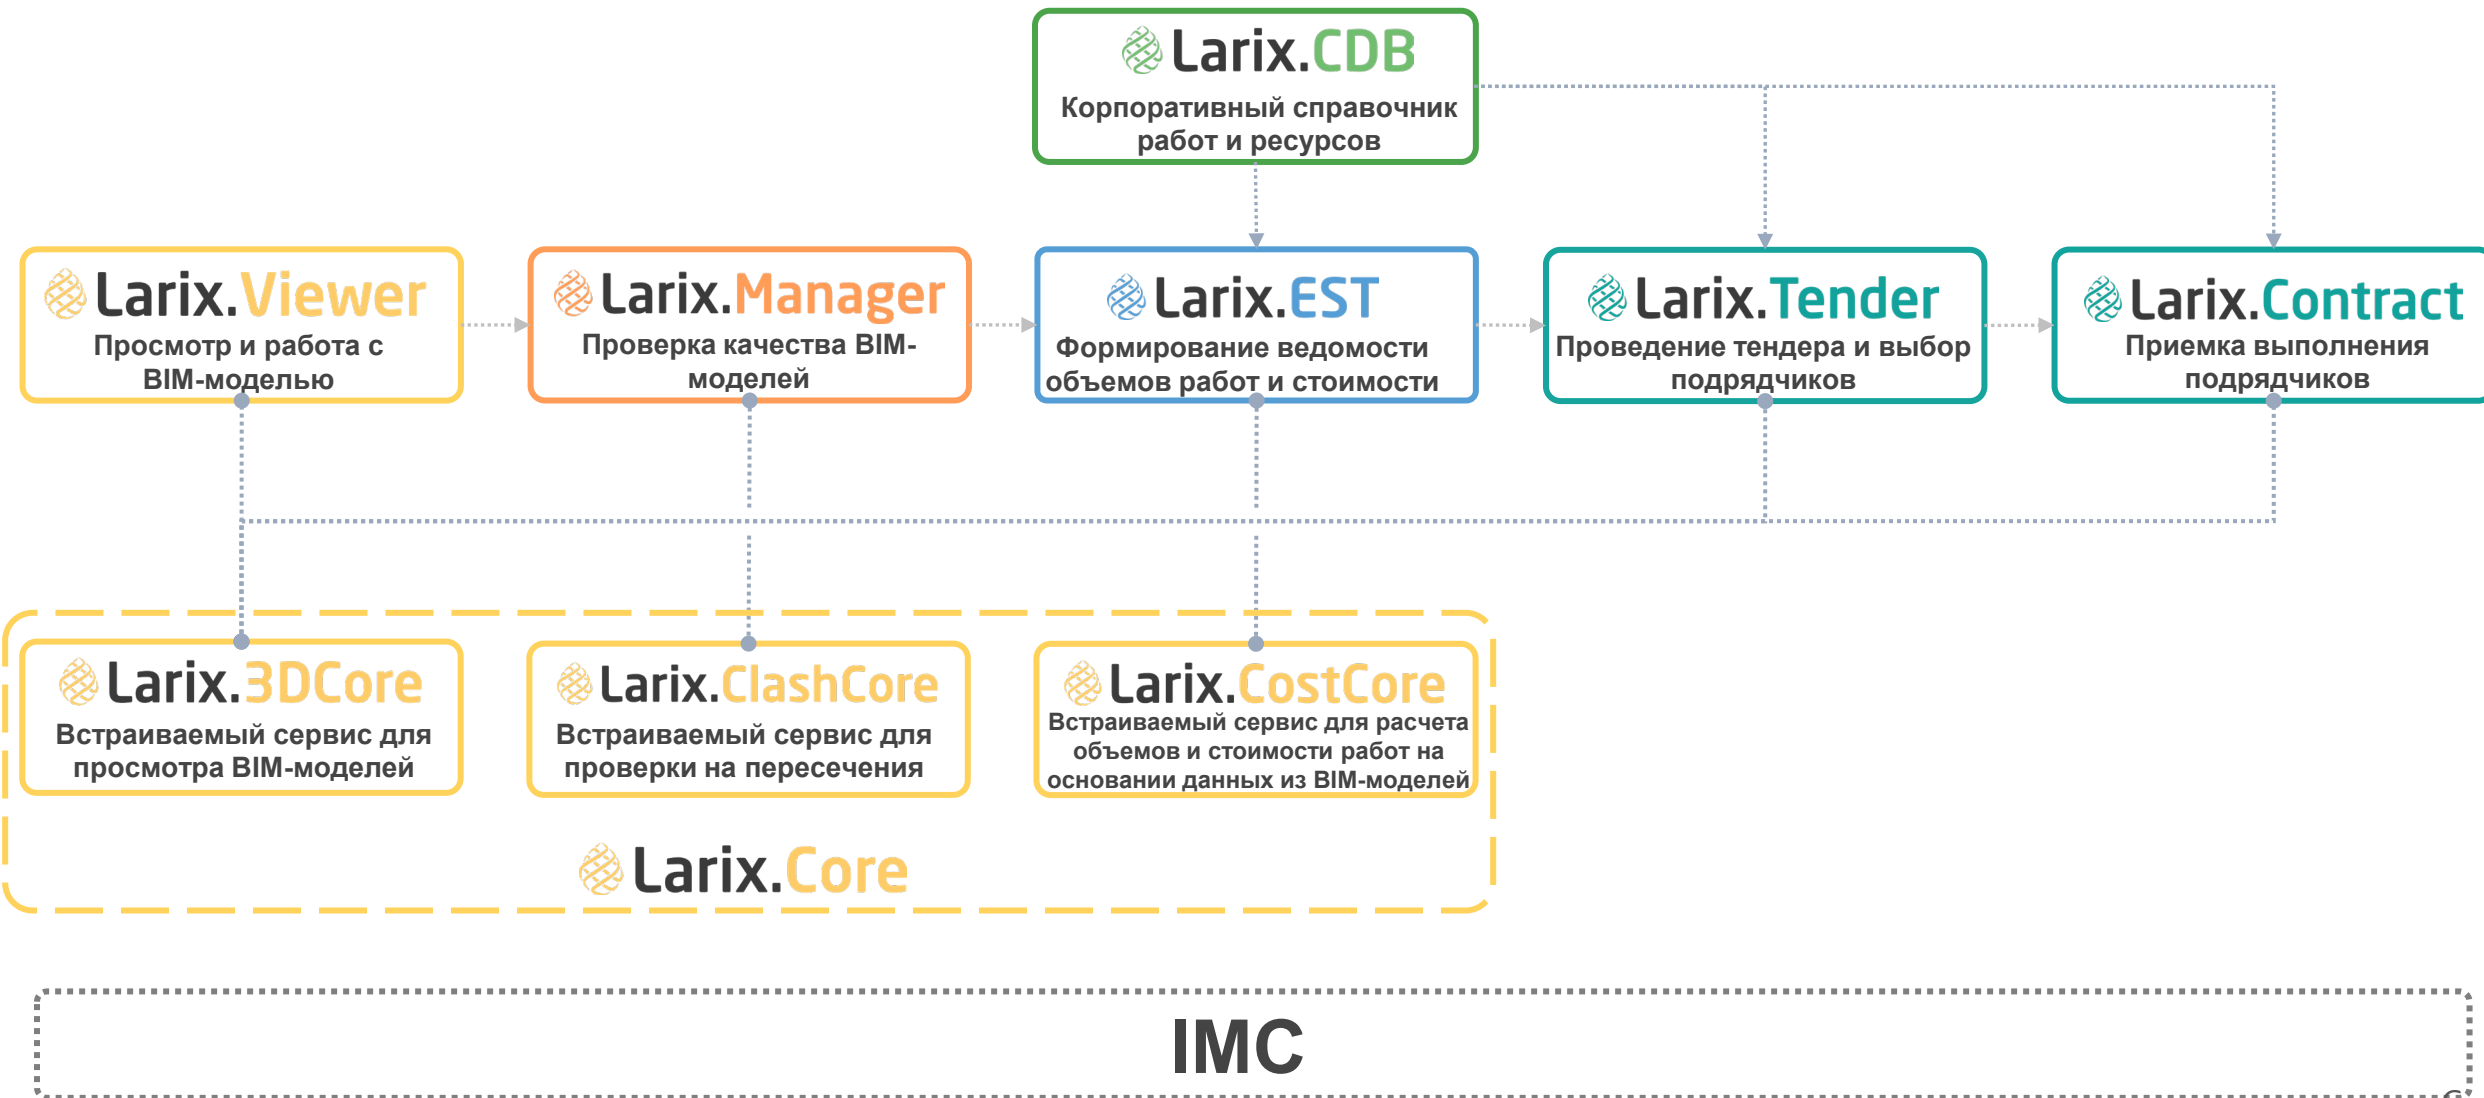 Larix.CDB
Корпоративный справочник
работ и ресурсов
Larix.Viewer
Просмотр и работа с
BIM-моделью
Larix.Manager
Проверка качества BIM-
моделей
Larix.EST
Формирование ведомости
объемов работ и стоимости
Larix.Tender
Проведение тендера и выбор
подрядчиков
Larix.Contract
Приемка выполнения
подрядчиков
Larix.3DCore
Встраиваемый сервис для
просмотра BIM-моделей
Larix.ClashCore
Встраиваемый сервис для
проверки на пересечения
Larix.CostCore
Встраиваемый сервис для расчета
объемов и стоимости работ на
основании данных из BIM-моделей
Larix.Core
IMC